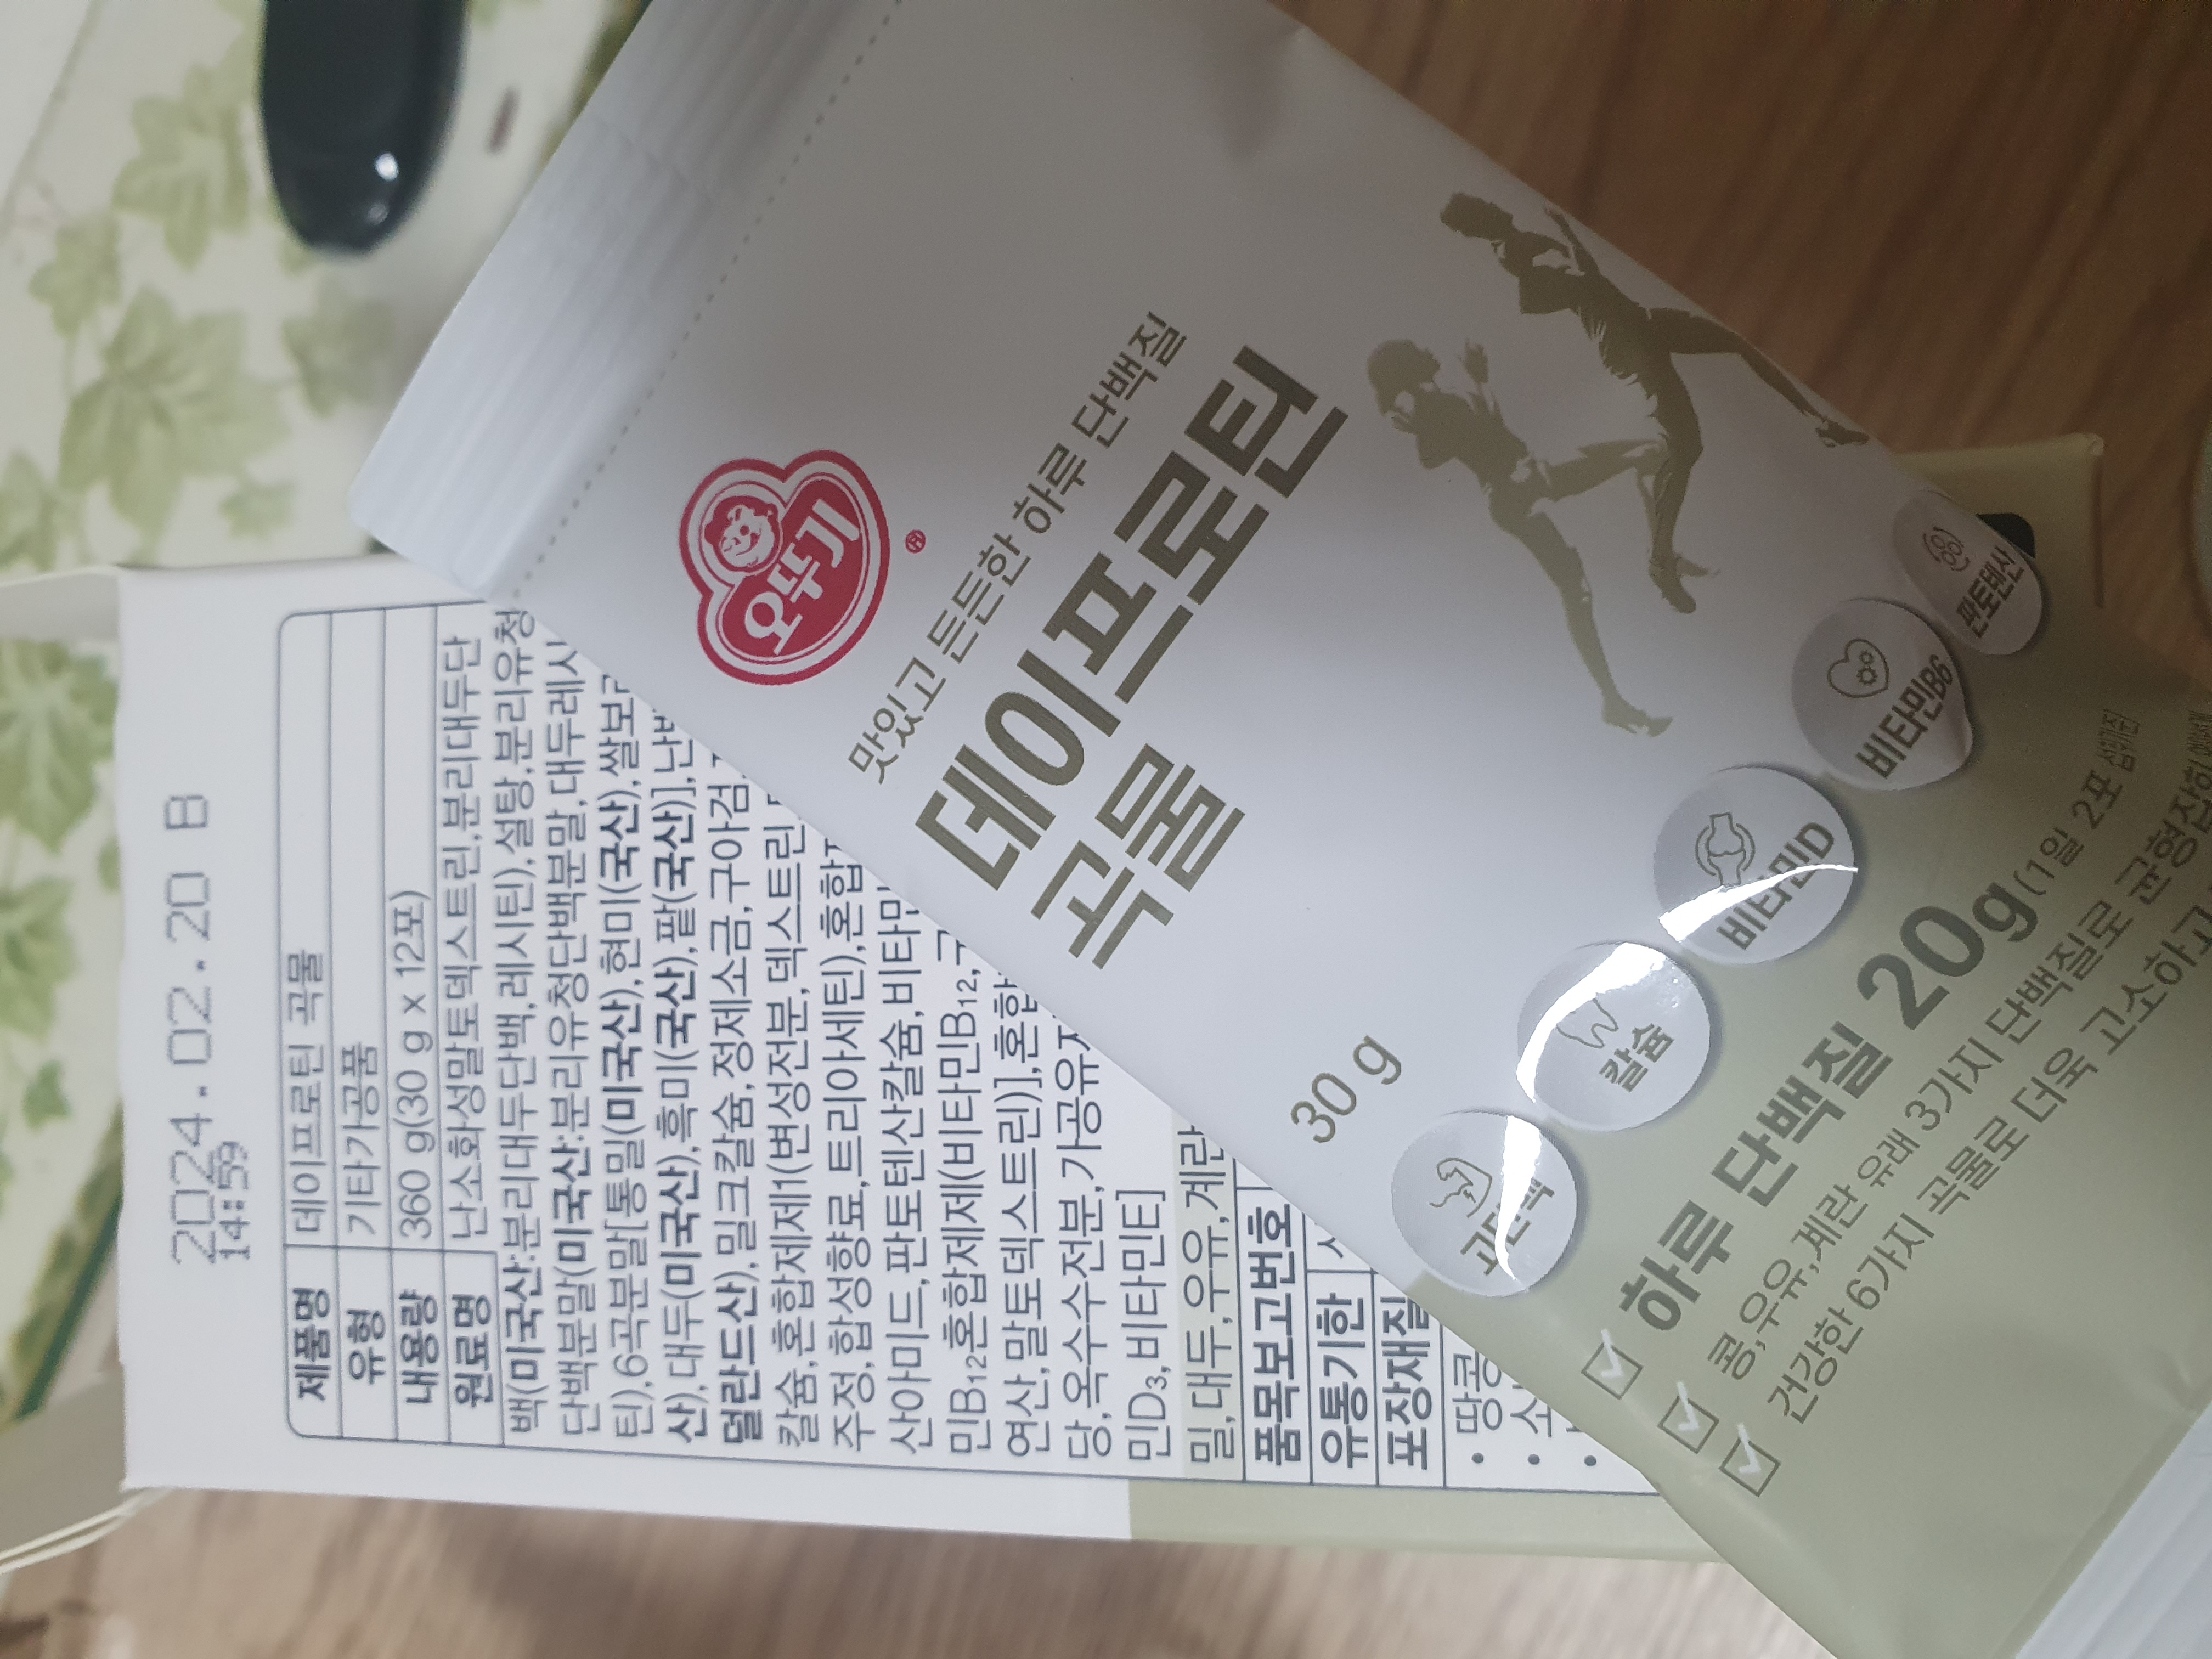 2024.02.20 B
14:59
제품명 데이프로틴 곡물
유형 기타가공품
내용량 360 g(30 g x 12포)
원료명 난소화성말토덱스트린,분리대두단
백(미국산:분리대두단백,레시틴),설탕,분리유청
단백분말(미국산:분리유청단백분말,대두레시
틴),6곡분말[통밀(미국산),현미(국산),쌀보
산),대두(미국산),흑미(국산),팥(국산)],난
덜란드산),밀크칼슘,정제소금,구아검
칼슘,혼합제제1(변성전분,덱스트린
주정,합성향료,트리아세틴),혼합
산아미드,판토텐산칼슘,비타민
민B₁₂혼합제제(비타민B₁₂,구
연산,말토덱스트린)],혼합
당,옥수수전분,가공유
민D₃,비타민E]
밀,대두,우유,계란
품목보고번호
유통기한
포장재질
• 땅콩
• 소
오뚜기®
맛있고 든든한 하루 단백질
데이프로틴
곡물
30 g
고단백
칼슘
비타민D
비타민B6
판토텐산
하루 단백질 20g(1일 2포 섭취기준)
콩,우유,계란 유래 3가지 단백질로 균형잡힌
건강한 6가지 곡물로 더욱 고소하고